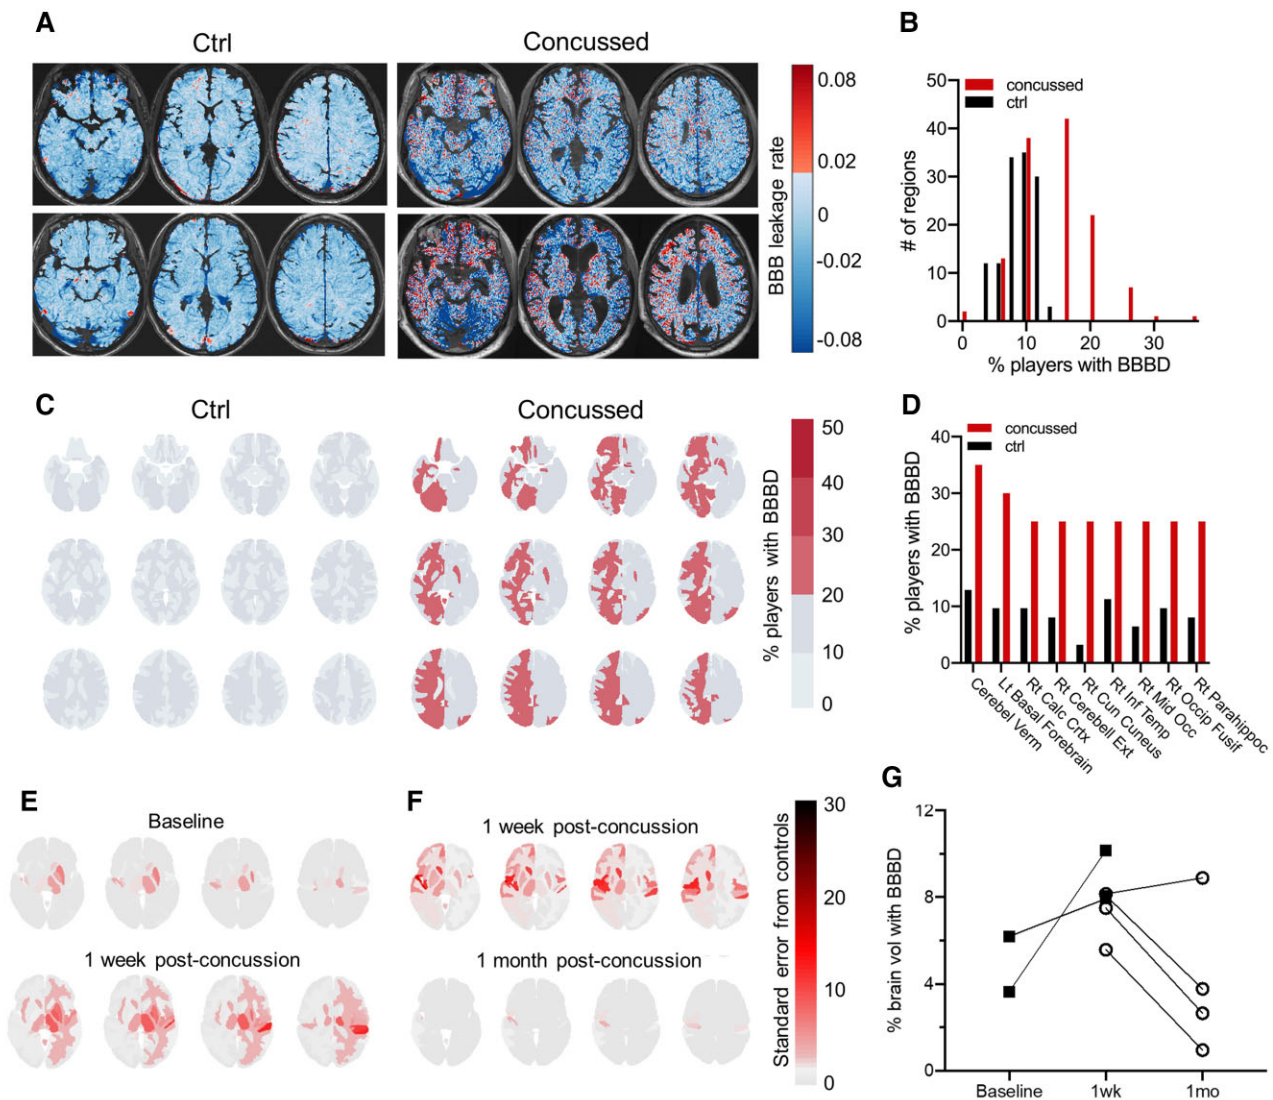 A
Ctrl
Concussed
0.08
0.02
0
-0.02
-0.08
BBB leakage rate
B
50
40
30
20
10
0
# of regions
concussed
ctrl
0 10 20 30
% players with BBBD
C
Ctrl
Concussed
50
40
30
20
10
0
% players with BBBD
D
40
30
20
10
0
% players with BBBD
concussed
ctrl
Cerebel Verm
Lt Basal Forebrain
Rt Calc Crtx
Rt Cerebell Ext
Rt Cun Cuneus
Rt Inf Temp
Rt Mid Occ
Rt Occip Fusif
Rt Parahippoc
E
Baseline
1 week post-concussion
F
1 week post-concussion
1 month post-concussion
Standard error from controls
30
20
10
0
G
12
8
4
0
% brain vol with BBBD
Baseline 1wk 1mo